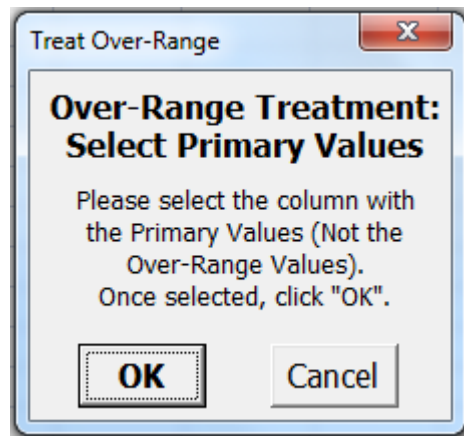 Treat Over-Range
Over-Range Treatment:
Select Primary Values
Please select the column with
the Primary Values (Not the
Over-Range Values).
Once selected, click "OK".
OK
Cancel